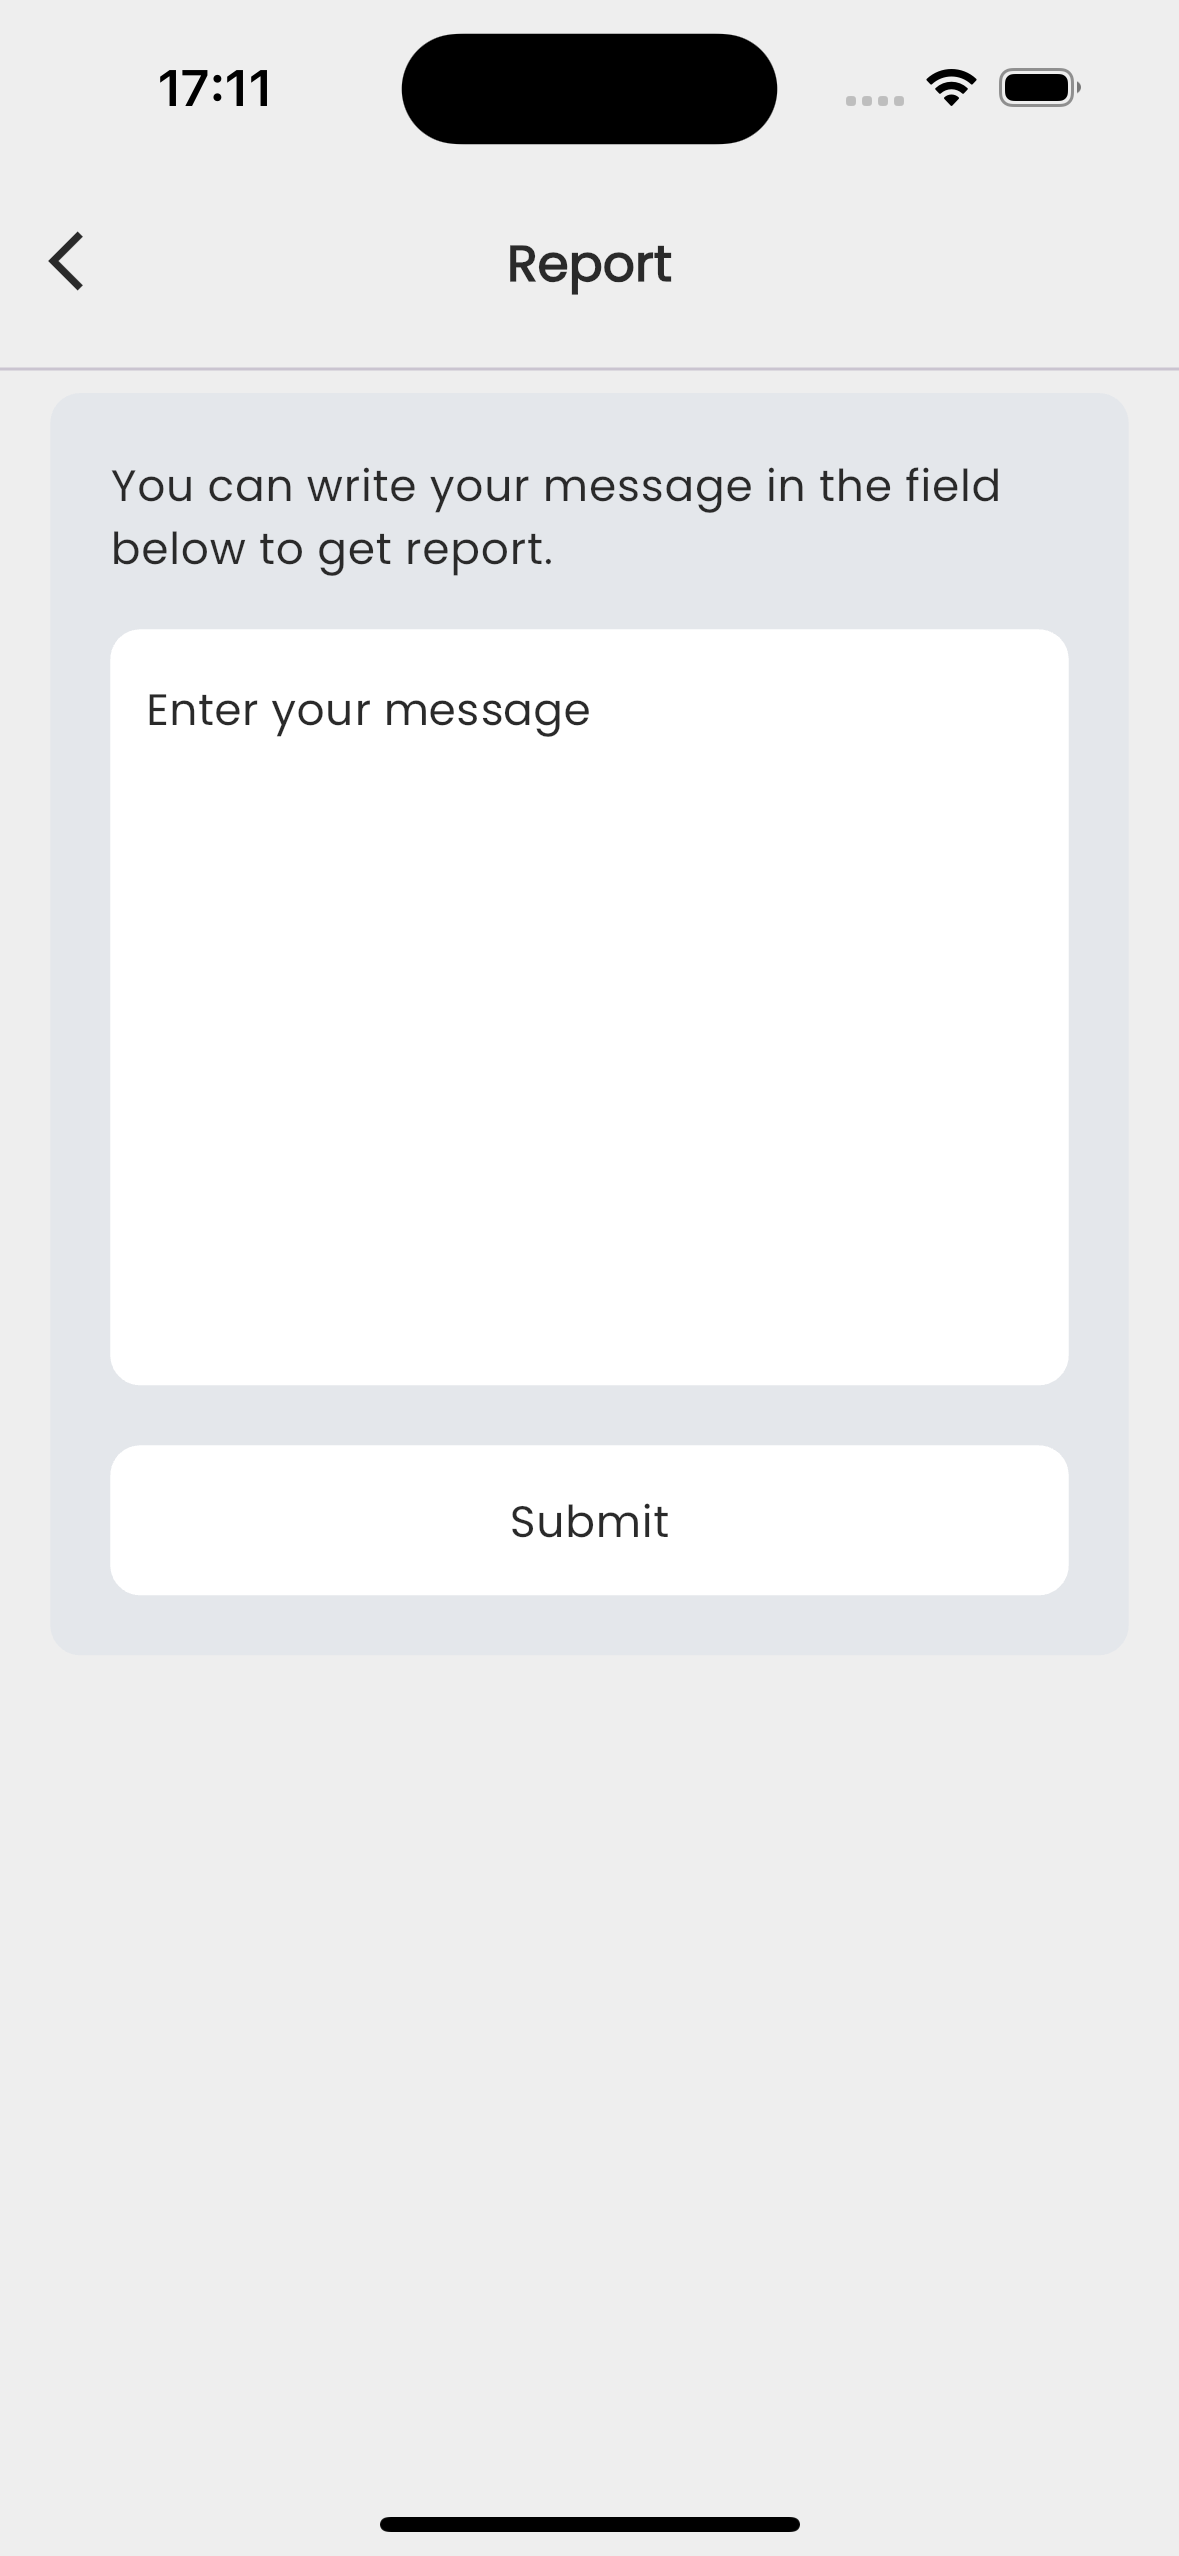 17:11
Report
You can write your message in the field
below to get report.
Enter your message
Submit